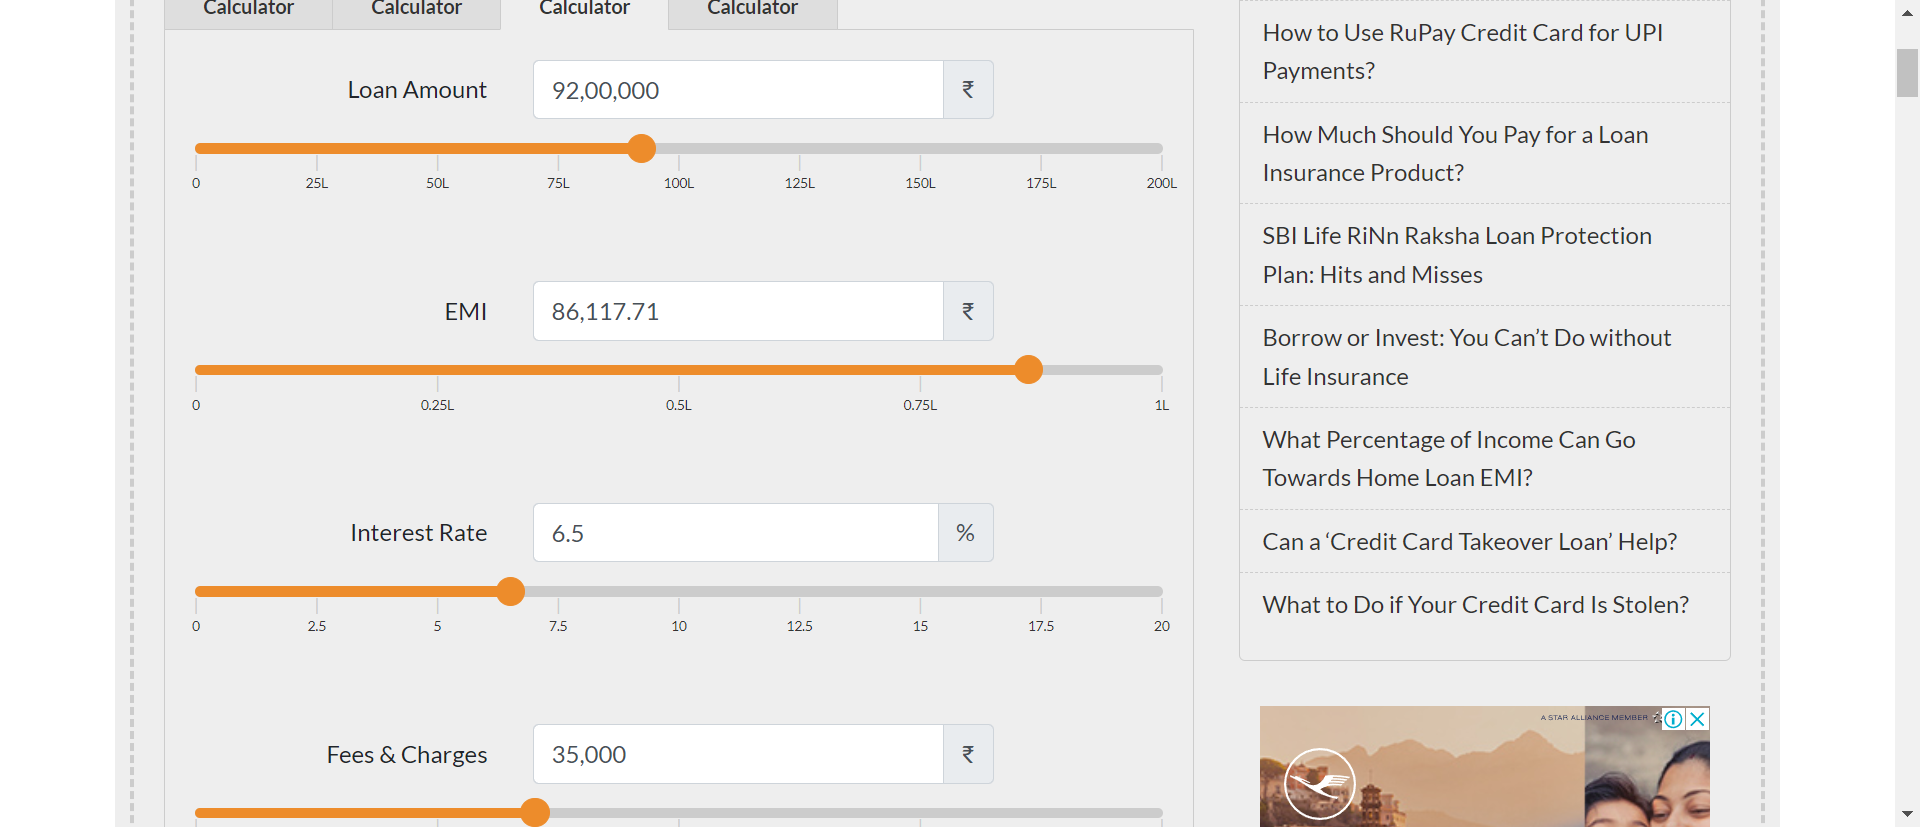 Calculator
Calculator
Calculator
Calculator
Loan Amount
92,00,000
₹
0
25L
50L
75L
100L
125L
150L
175L
200L
EMI
86,117.71
₹
0
0.25L
0.5L
0.75L
1L
Interest Rate
6.5
%
0
2.5
5
7.5
10
12.5
15
17.5
20
Fees & Charges
35,000
₹
How to Use RuPay Credit Card for UPI
Payments?
How Much Should You Pay for a Loan
Insurance Product?
SBI Life RiNn Raksha Loan Protection
Plan: Hits and Misses
Borrow or Invest: You Can’t Do without
Life Insurance
What Percentage of Income Can Go
Towards Home Loan EMI?
Can a ‘Credit Card Takeover Loan’ Help?
What to Do if Your Credit Card Is Stolen?
A STAR ALLIANCE MEMBER